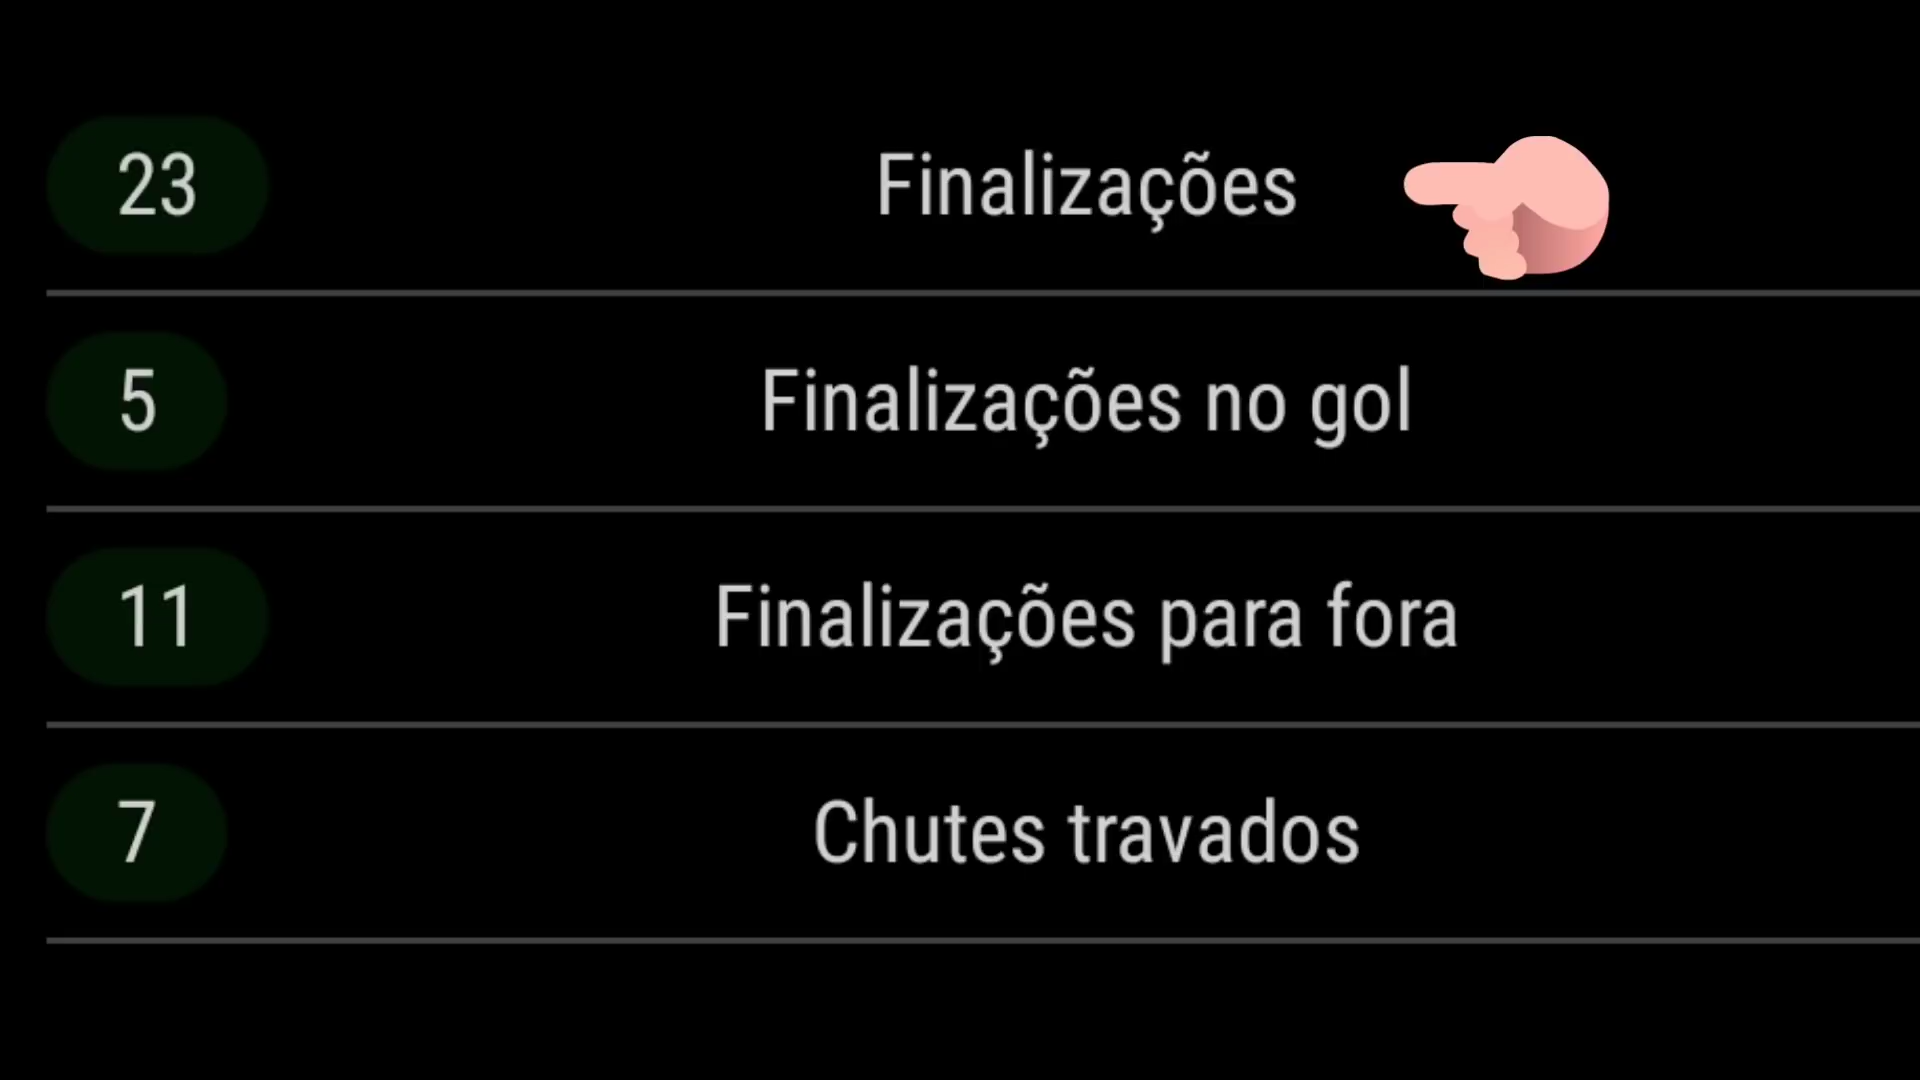 23 Finalizações
5 Finalizações no gol
11 Finalizações para fora
7 Chutes travados